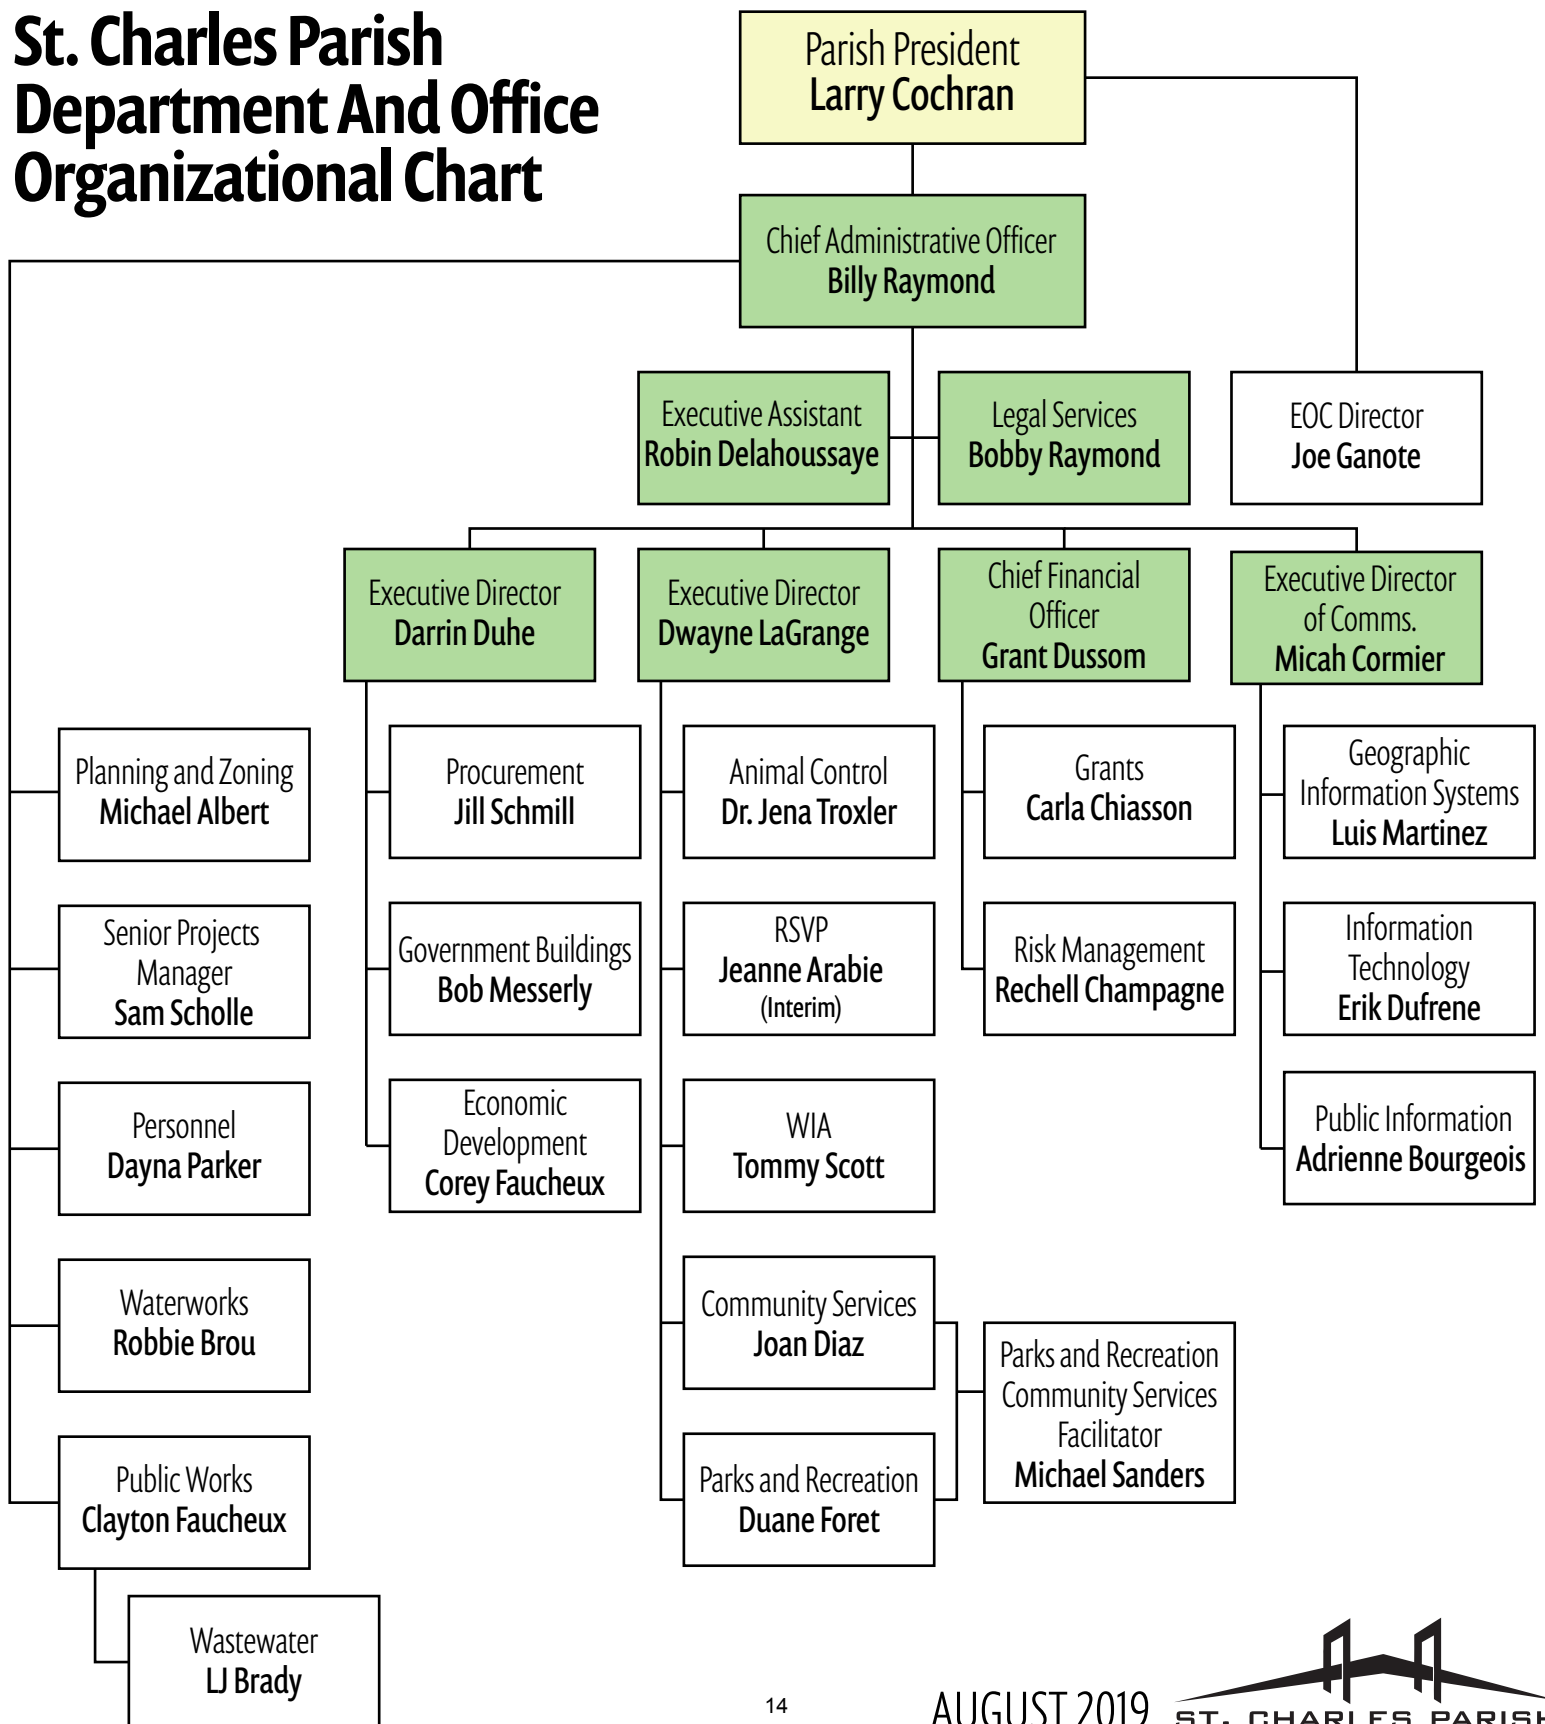 St. Charles Parish
Department And Office
Organizational Chart
Parish President
Larry Cochran
Chief Administrative Officer
Billy Raymond
Executive Assistant
Robin Delahoussaye
Legal Services
Bobby Raymond
EOC Director
Joe Ganote
Executive Director
Darrin Duhe
Executive Director
Dwayne LaGrange
Chief Financial
Officer
Grant Dussom
Executive Director
of Comms.
Micah Cormier
Planning and Zoning
Michael Albert
Senior Projects
Manager
Sam Scholle
Personnel
Dayna Parker
Waterworks
Robbie Brou
Public Works
Clayton Faucheux
Wastewater
LJ Brady
Procurement
Jill Schmill
Government Buildings
Bob Messerly
Economic
Development
Corey Faucheux
Animal Control
Dr. Jena Troxler
RSVP
Jeanne Arabie
(Interim)
WIA
Tommy Scott
Community Services
Joan Diaz
Parks and Recreation
Duane Foret
Parks and Recreation
Community Services
Facilitator
Michael Sanders
Grants
Carla Chiasson
Risk Management
Rechell Champagne
Geographic
Information Systems
Luis Martinez
Information
Technology
Erik Dufrene
Public Information
Adrienne Bourgeois
14
AUGUST 2019
ST. CHARLES PARISH